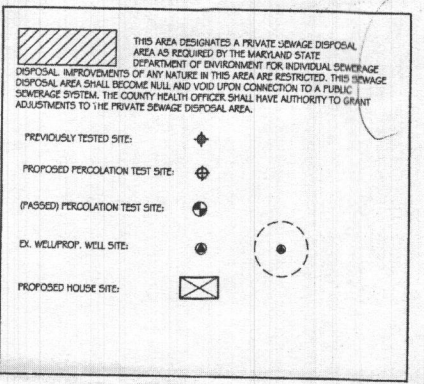 THIS AREA DESIGNATES A PRIVATE SEWAGE DISPOSAL
AREA AS REQUIRED BY THE MARYLAND STATE
DEPARTMENT OF ENVIRONMENT FOR INDIVIDUAL SEWERAGE
DISPOSAL. IMPROVEMENTS OF ANY NATURE IN THIS AREA ARE RESTRICTED. THIS SEWAGE
DISPOSAL AREA SHALL BECOME NULL AND VOID UPON CONNECTION TO A PUBLIC
SEWERAGE SYSTEM. THE COUNTY HEALTH OFFICER SHALL HAVE AUTHORITY TO GRANT
ADJUSTMENTS TO THE PRIVATE SEWAGE DISPOSAL AREA.
PREVIOUSLY TESTED SITE:
PROPOSED PERCOLATION TEST SITE:
(PASSED) PERCOLATION TEST SITE:
EX. WELL/PROP. WELL SITE:
PROPOSED HOUSE SITE: